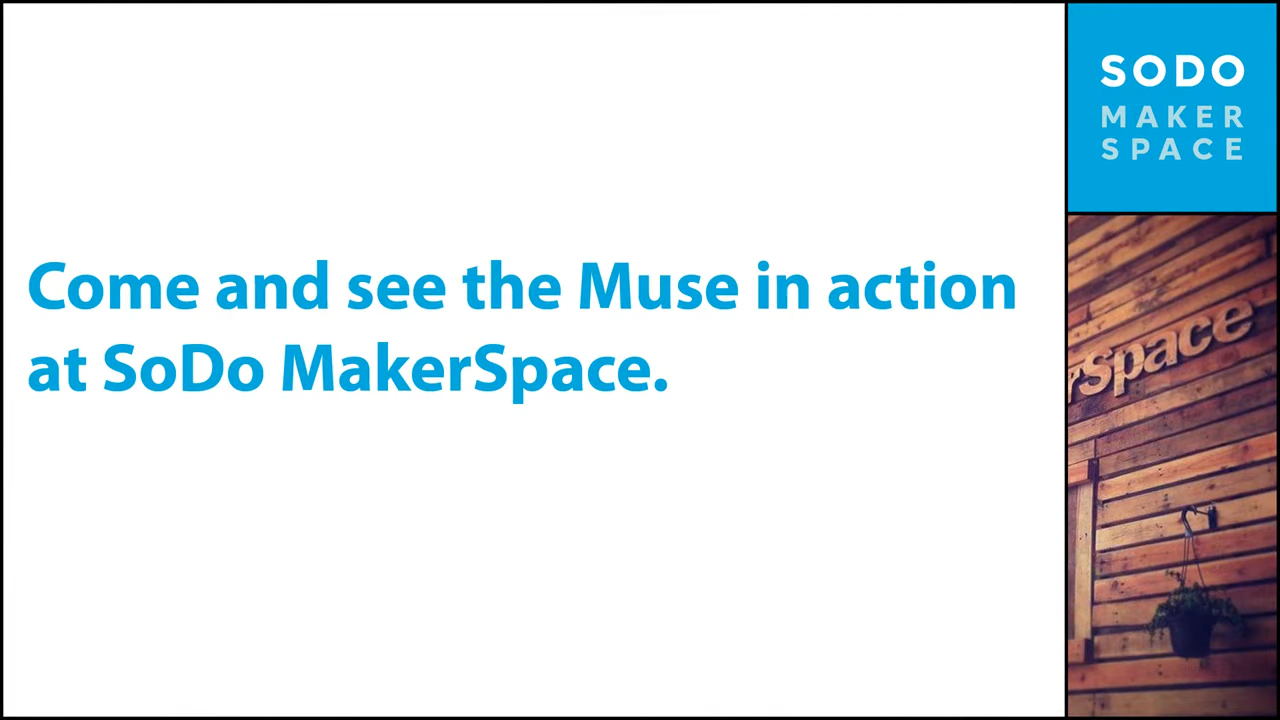 Come and see the Muse in action
at SoDo MakerSpace.
SODO
MAKER
SPACE
rSpace